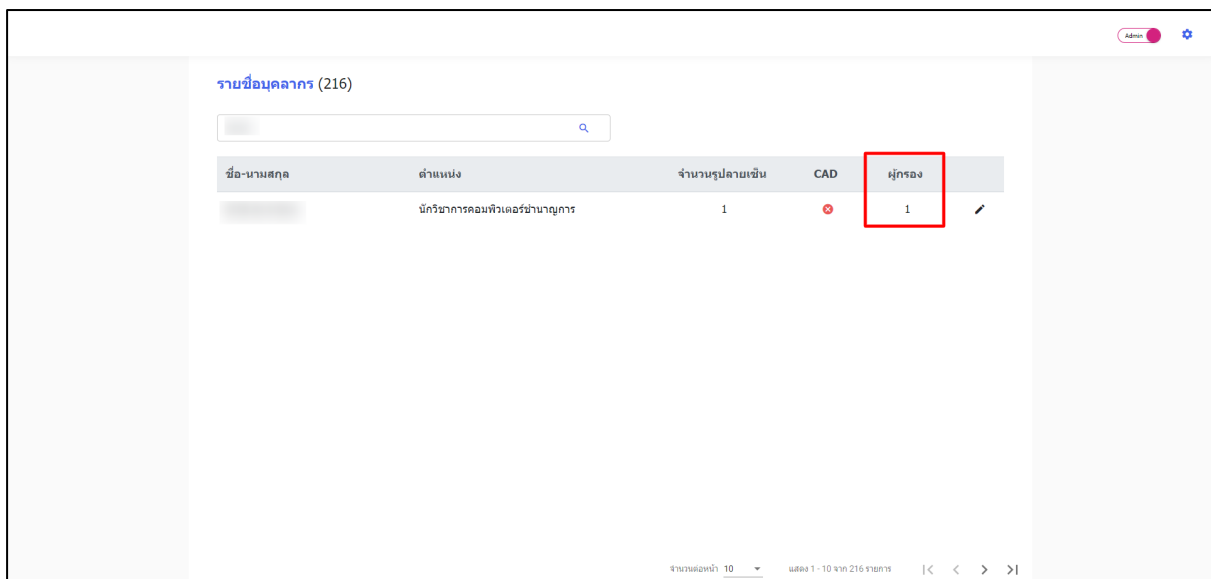 Admin
รายชื่อบุคลากร (216)
ชื่อ-นามสกุล ตำแหน่ง จำนวนรูปลายเซ็น CAD ผู้กรอง
นักวิชาการคอมพิวเตอร์ชำนาญการ 1 1
จำนวนต่อหน้า 10 แสดง 1 - 10 จาก 216 รายการ